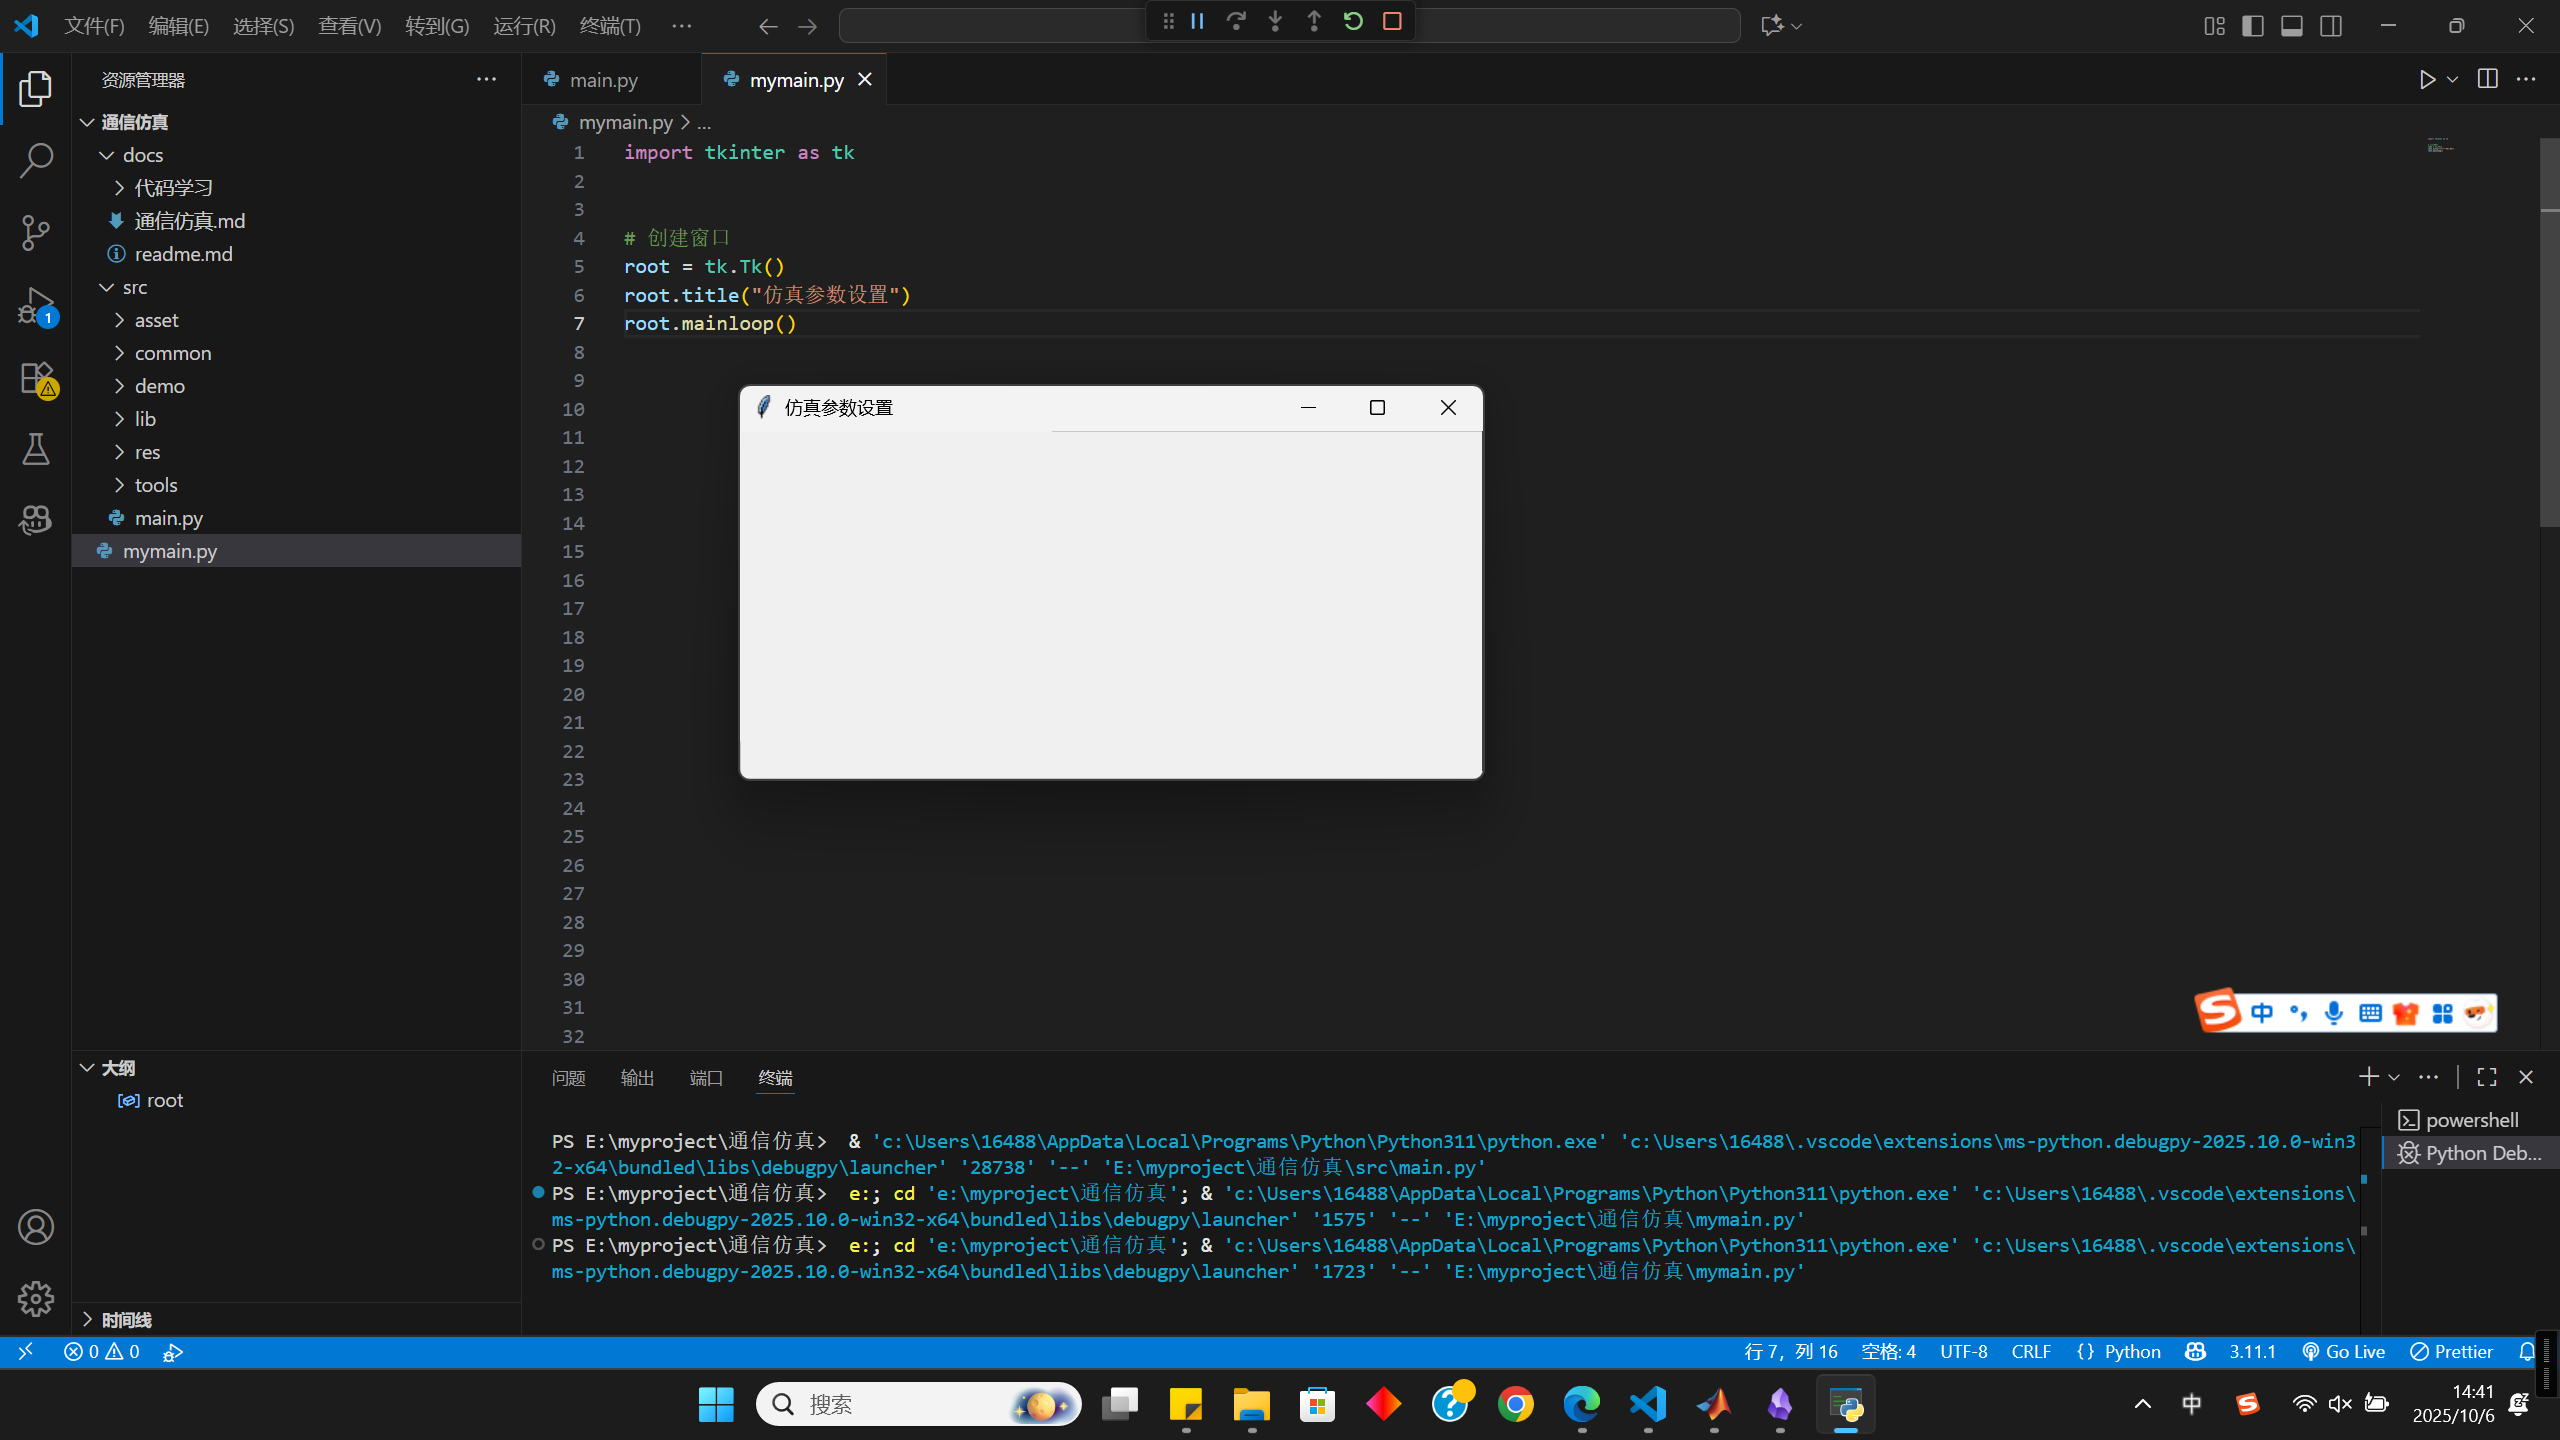 文件(F) 编辑(E) 选择(S) 查看(V) 转到(G) 运行(R) 终端(T) ···
资源管理器
main.py
mymain.py
通信仿真
docs
代码学习
通信仿真.md
readme.md
src
asset
common
demo
lib
res
tools
main.py
mymain.py
大纲
root
时间线
mymain.py > ...
1 import tkinter as tk
2
3
4 # 创建窗口
5 root = tk.Tk()
6 root.title("仿真参数设置")
7 root.mainloop()
8
9
10
11
12
13
14
15
16
17
18
19
20
21
22
23
24
25
26
27
28
29
30
31
32
仿真参数设置
中
问题 输出 端口 终端
PS E:\myproject\通信仿真>  & 'c:\Users\16488\AppData\Local\Programs\Python\Python311\python.exe' 'c:\Users\16488\.vscode\extensions\ms-python.debugpy-2025.10.0-win3
2-x64\bundled\libs\debugpy\launcher' '28738' '--' 'E:\myproject\通信仿真\src\main.py'
PS E:\myproject\通信仿真>  e:; cd 'e:\myproject\通信仿真'; & 'c:\Users\16488\AppData\Local\Programs\Python\Python311\python.exe' 'c:\Users\16488\.vscode\extensions\
ms-python.debugpy-2025.10.0-win32-x64\bundled\libs\debugpy\launcher' '1575' '--' 'E:\myproject\通信仿真\mymain.py'
PS E:\myproject\通信仿真>  e:; cd 'e:\myproject\通信仿真'; & 'c:\Users\16488\AppData\Local\Programs\Python\Python311\python.exe' 'c:\Users\16488\.vscode\extensions\
ms-python.debugpy-2025.10.0-win32-x64\bundled\libs\debugpy\launcher' '1723' '--' 'E:\myproject\通信仿真\mymain.py'
powershell
Python Deb...
1
0 0
行 7，列 16 空格: 4 UTF-8 CRLF {} Python 3.11.1 Go Live Prettier
搜索
中
14:41
2025/10/6